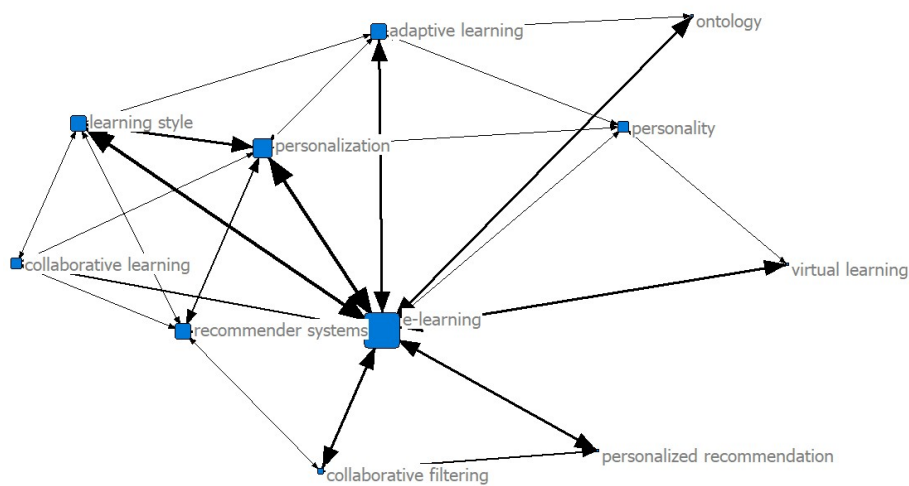 adaptive learning
ontology
learning style
personality
personalization
collaborative learning
virtual learning
e-learning
recommender systems
personalized recommendation
collaborative filtering